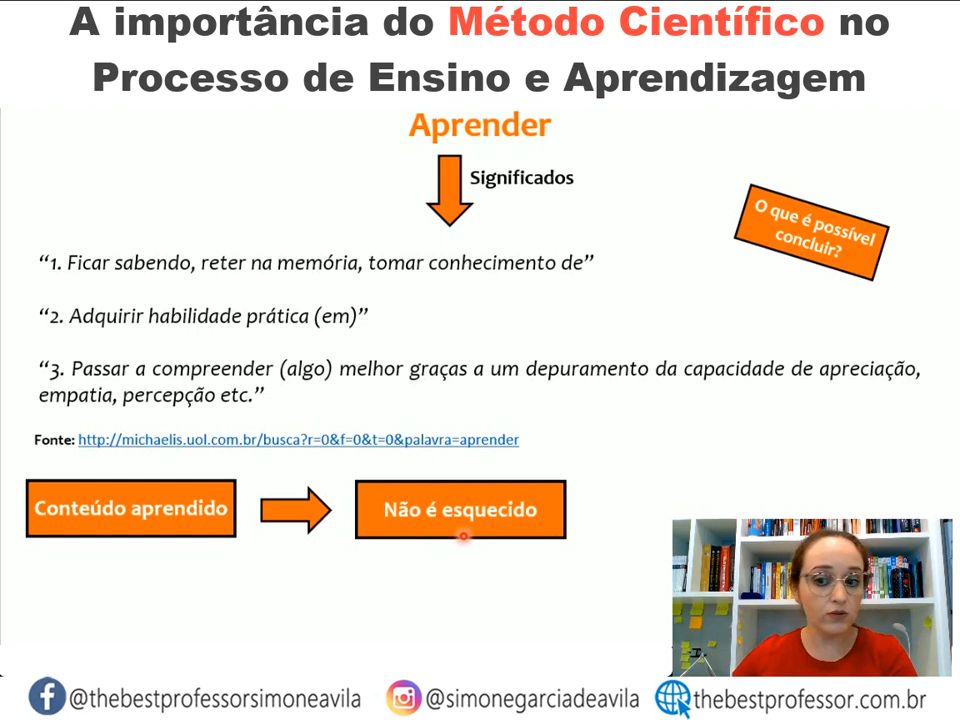 A importância do Método Científico no
Processo de Ensino e Aprendizagem
Aprender
Significados
O que é possível
concluir?
“1. Ficar sabendo, reter na memória, tomar conhecimento de”
“2. Adquirir habilidade prática (em)”
“3. Passar a compreender (algo) melhor graças a um depuramento da capacidade de apreciação,
empatia, percepção etc.”
Fonte: http://michaelis.uol.com.br/busca?r=0&f=0&t=0&palavra=aprender
Conteúdo aprendido
Não é esquecido
@thebestprofessorsimoneavila
@simonegarciadeavila
thebestprofessor.com.br